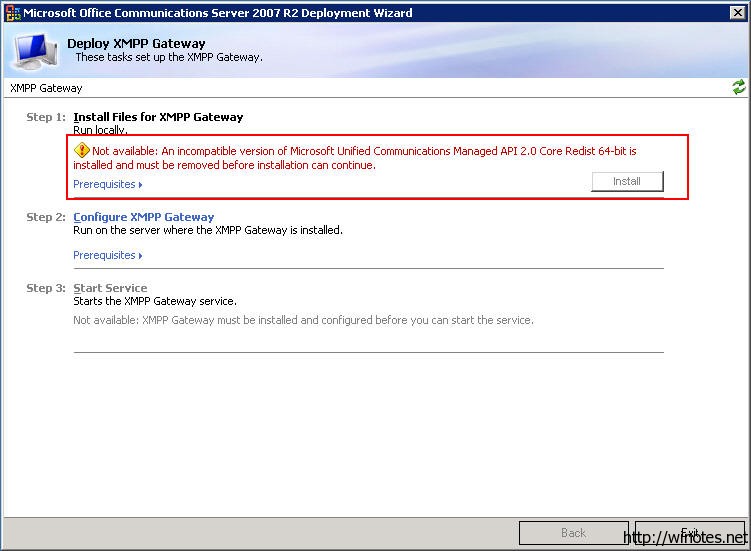 Microsoft Office Communications Server 2007 R2 Deployment Wizard
Deploy XMPP Gateway
These tasks set up the XMPP Gateway.
XMPP Gateway
Step 1: Install Files for XMPP Gateway
Run locally.
Not available: An incompatible version of Microsoft Unified Communications Managed API 2.0 Core Redist 64-bit is
installed and must be removed before installation can continue.
Prerequisites
Install
Step 2: Configure XMPP Gateway
Run on the server where the XMPP Gateway is installed.
Prerequisites
Step 3: Start Service
Starts the XMPP Gateway service.
Not available: XMPP Gateway must be installed and configured before you can start the service.
Back
Exit
http://winotes.net